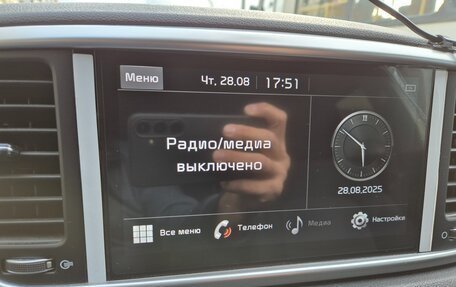 Меню
Чт, 28.08
17:51
Радио/медиа
выключено
28.08.2025
Все меню
Телефон
Медиа
Настройки